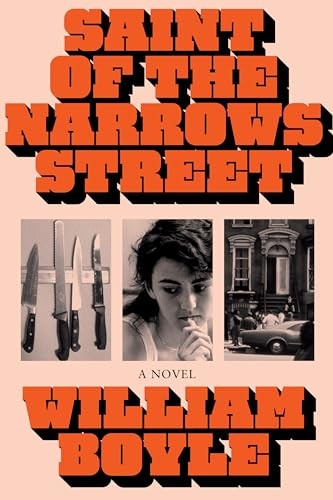 SAINT
OF THE
NARROWS
STREET
A NOVEL
WILLIAM
BOYLE